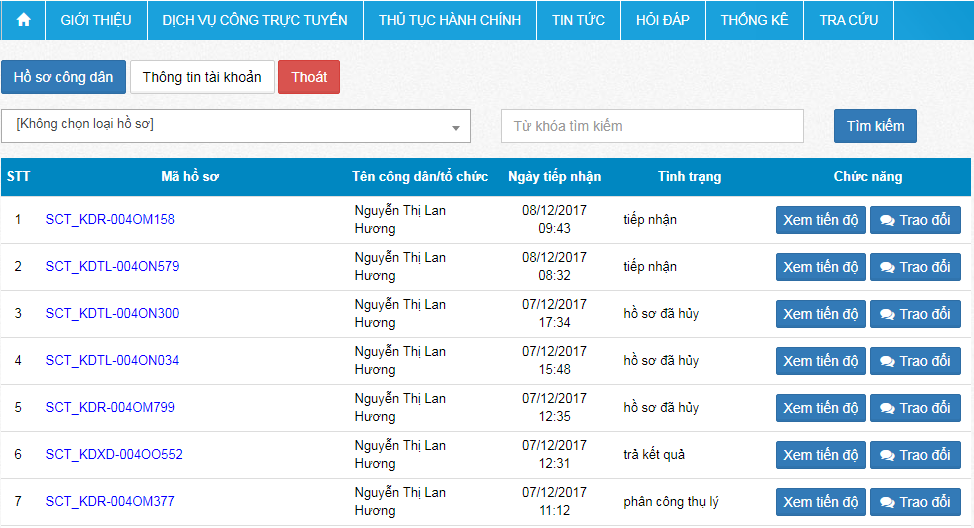 GIỚI THIỆU DỊCH VỤ CÔNG TRỰC TUYẾN THỦ TỤC HÀNH CHÍNH TIN TỨC HỎI ĐÁP THỐNG KÊ TRA CỨU
Hồ sơ công dân Thông tin tài khoản Thoát
[Không chọn loại hồ sơ] Từ khóa tìm kiếm Tìm kiếm
STT Mã hồ sơ Tên công dân/tổ chức Ngày tiếp nhận Tình trạng Chức năng
1 SCT_KDR-004OM158 Nguyễn Thị Lan Hương 08/12/2017 09:43 tiếp nhận Xem tiến độ Trao đổi
2 SCT_KDTL-004ON579 Nguyễn Thị Lan Hương 08/12/2017 08:32 tiếp nhận Xem tiến độ Trao đổi
3 SCT_KDTL-004ON300 Nguyễn Thị Lan Hương 07/12/2017 17:34 hồ sơ đã hủy Xem tiến độ Trao đổi
4 SCT_KDTL-004ON034 Nguyễn Thị Lan Hương 07/12/2017 15:48 hồ sơ đã hủy Xem tiến độ Trao đổi
5 SCT_KDR-004OM799 Nguyễn Thị Lan Hương 07/12/2017 12:35 hồ sơ đã hủy Xem tiến độ Trao đổi
6 SCT_KDXD-004OO552 Nguyễn Thị Lan Hương 07/12/2017 12:31 trả kết quả Xem tiến độ Trao đổi
7 SCT_KDR-004OM377 Nguyễn Thị Lan Hương 07/12/2017 11:12 phân công thụ lý Xem tiến độ Trao đổi